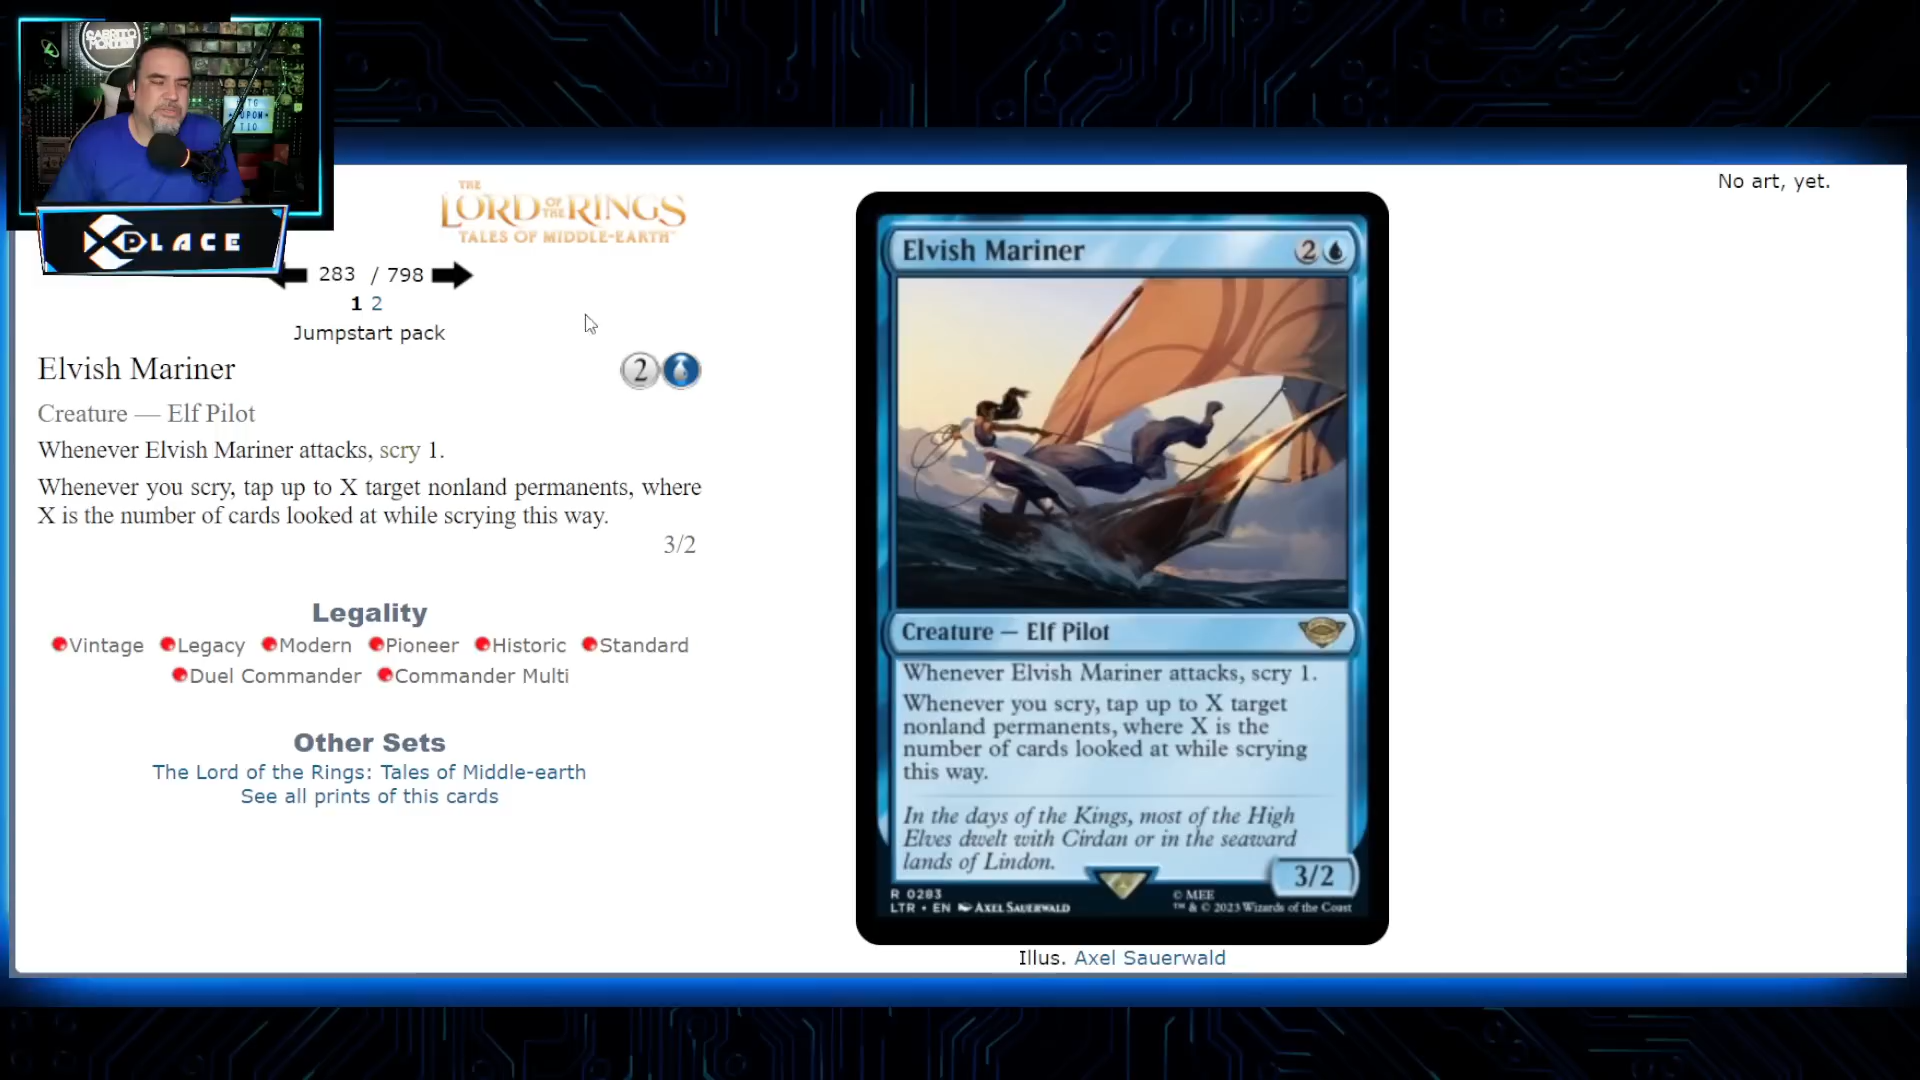 CABRITO
MONTÉS
MTG
TIO
XPLACE
THE
LORD OF THE RINGS
TALES OF MIDDLE-EARTH
283 / 798
1 2
Jumpstart pack
Elvish Mariner 2
Creature — Elf Pilot
Whenever Elvish Mariner attacks, scry 1.
Whenever you scry, tap up to X target nonland permanents, where
X is the number of cards looked at while scrying this way.
3/2
Legality
Vintage Legacy Modern Pioneer Historic Standard
Duel Commander Commander Multi
Other Sets
The Lord of the Rings: Tales of Middle-earth
See all prints of this cards
Elvish Mariner 2
Creature — Elf Pilot
Whenever Elvish Mariner attacks, scry 1.
Whenever you scry, tap up to X target
nonland permanents, where X is the
number of cards looked at while scrying
this way.
In the days of the Kings, most of the High
Elves dwelt with Círdan or in the seaward
lands of Lindon.
3/2
R 0283
LTR • EN AXEL SAUERWALD
© MEE
™ & © 2023 Wizards of the Coast
Illus. Axel Sauerwald
No art, yet.